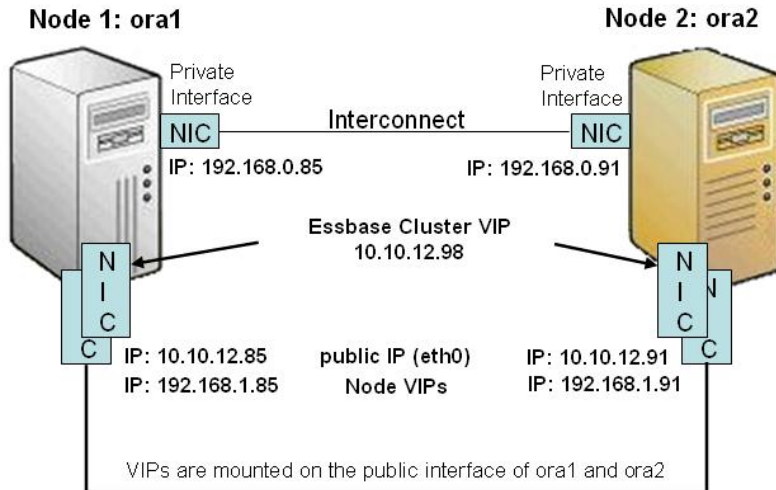 Node 1: ora1
Node 2: ora2
Private
Interface
Private
Interface
NIC
Interconnect
NIC
IP: 192.168.0.85
IP: 192.168.0.91
Essbase Cluster VIP
10.10.12.98
N
I
C
C
N
I
C
N
C
IP: 10.10.12.85
public IP (eth0)
IP: 10.10.12.91
IP: 192.168.1.85
Node VIPs
IP: 192.168.1.91
VIPs are mounted on the public interface of ora1 and ora2